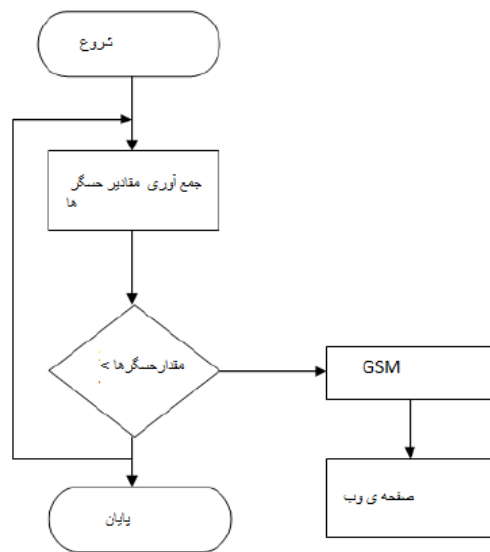 شروع
جمع آوری مقادیر حسگر
ها
مقدارحسگرها >
GSM
صفحه ی وب
پایان